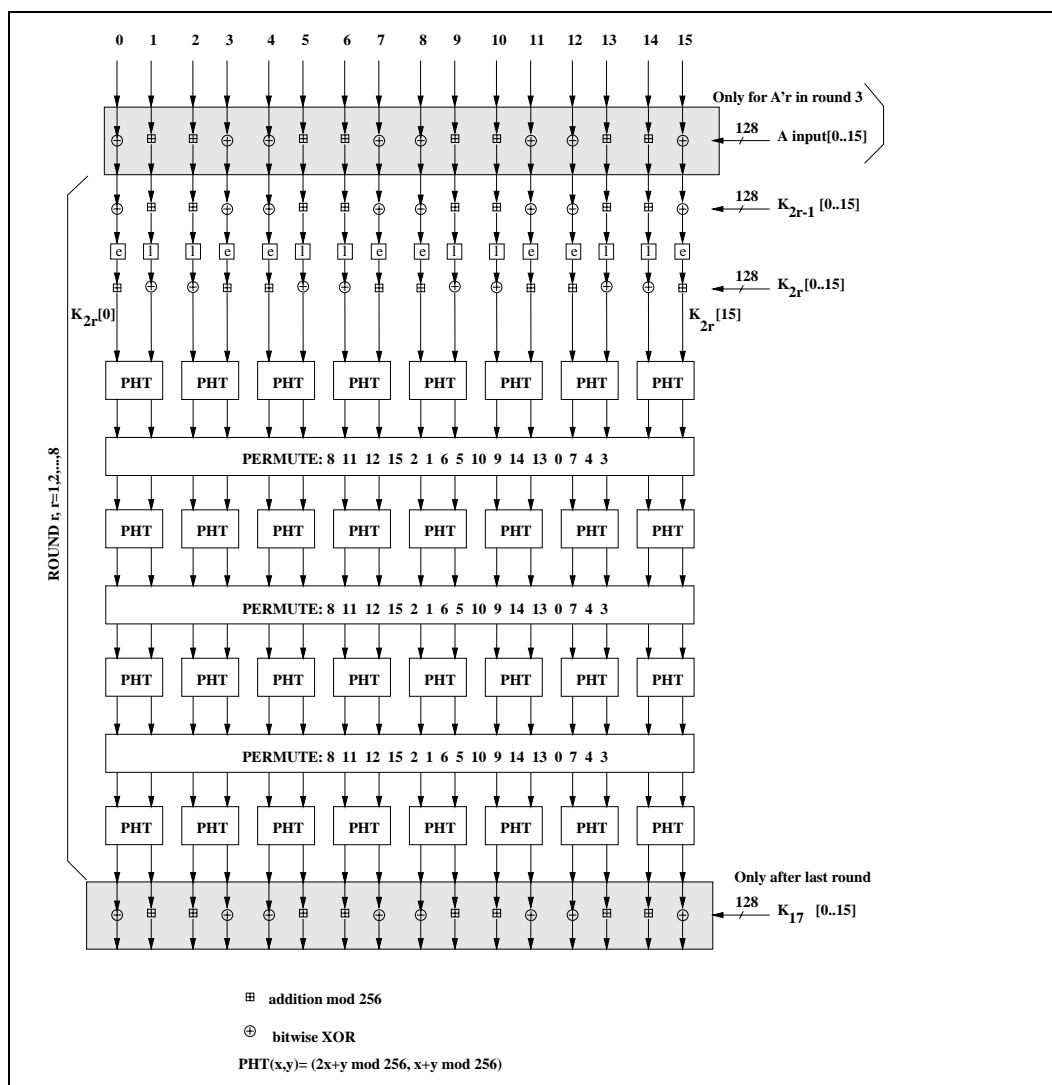 0 1 2 3 4 5 6 7 8 9 10 11 12 13 14 15
Only for A'r in round 3
128
A input[0..15]
128
K2r-1 [0..15]
e l l e e l l e e l l e e l l e
128
K2r [0..15]
K2r[0]
K2r[15]
PHT PHT PHT PHT PHT PHT PHT PHT
PERMUTE: 8 11 12 15 2 1 6 5 10 9 14 13 0 7 4 3
PHT PHT PHT PHT PHT PHT PHT PHT
ROUND r, r=1,2,...,8
PERMUTE: 8 11 12 15 2 1 6 5 10 9 14 13 0 7 4 3
PHT PHT PHT PHT PHT PHT PHT PHT
PERMUTE: 8 11 12 15 2 1 6 5 10 9 14 13 0 7 4 3
PHT PHT PHT PHT PHT PHT PHT PHT
Only after last round
128
K17 [0..15]
addition mod 256
bitwise XOR
PHT(x,y)= (2x+y mod 256, x+y mod 256)